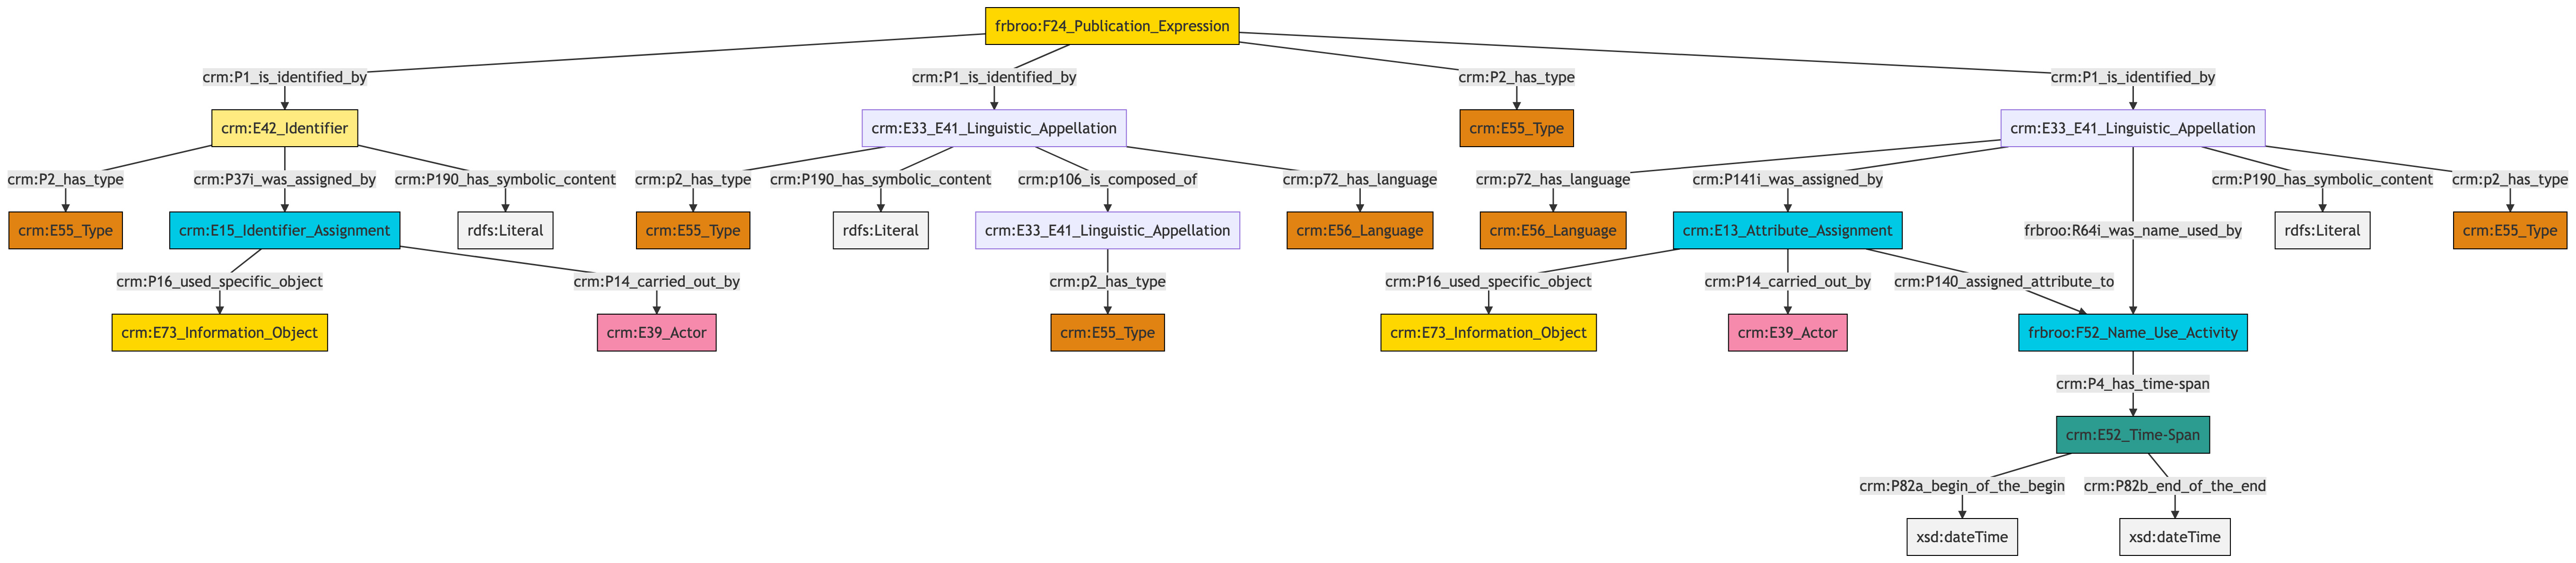 frbroo:F24_Publication_Expression
crm:P1_is_identified_by
crm:P1_is_identified_by
crm:P2_has_type
crm:P1_is_identified_by
crm:E42_Identifier
crm:E33_E41_Linguistic_Appellation
crm:E55_Type
crm:E33_E41_Linguistic_Appellation
crm:P2_has_type
crm:P37i_was_assigned_by
crm:P190_has_symbolic_content
crm:p2_has_type
crm:P190_has_symbolic_content
crm:p106_is_composed_of
crm:p72_has_language
crm:p72_has_language
crm:P141i_was_assigned_by
crm:P190_has_symbolic_content
crm:p2_has_type
crm:E55_Type
crm:E15_Identifier_Assignment
rdfs:Literal
crm:E55_Type
rdfs:Literal
crm:E33_E41_Linguistic_Appellation
crm:E56_Language
crm:E56_Language
crm:E13_Attribute_Assignment
frbroo:R64i_was_name_used_by
rdfs:Literal
crm:E55_Type
crm:P16_used_specific_object
crm:P14_carried_out_by
crm:p2_has_type
crm:P16_used_specific_object
crm:P14_carried_out_by
crm:P140_assigned_attribute_to
crm:E73_Information_Object
crm:E39_Actor
crm:E55_Type
crm:E73_Information_Object
crm:E39_Actor
frbroo:F52_Name_Use_Activity
crm:P4_has_time-span
crm:E52_Time-Span
crm:P82a_begin_of_the_begin
crm:P82b_end_of_the_end
xsd:dateTime
xsd:dateTime